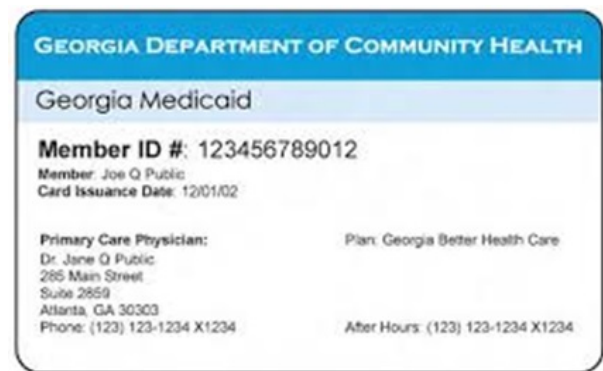 GEORGIA DEPARTMENT OF COMMUNITY HEALTH
Georgia Medicaid
Member ID #: 123456789012
Member: Joe Q Public
Card Issuance Date: 12/01/02
Primary Care Physician:
Plan: Georgia Better Health Care
Dr. Jane Q Public
285 Main Street
Suite 2859
Atlanta, GA 30303
Phone: (123) 123-1234 X1234
After Hours: (123) 123-1234 X1234